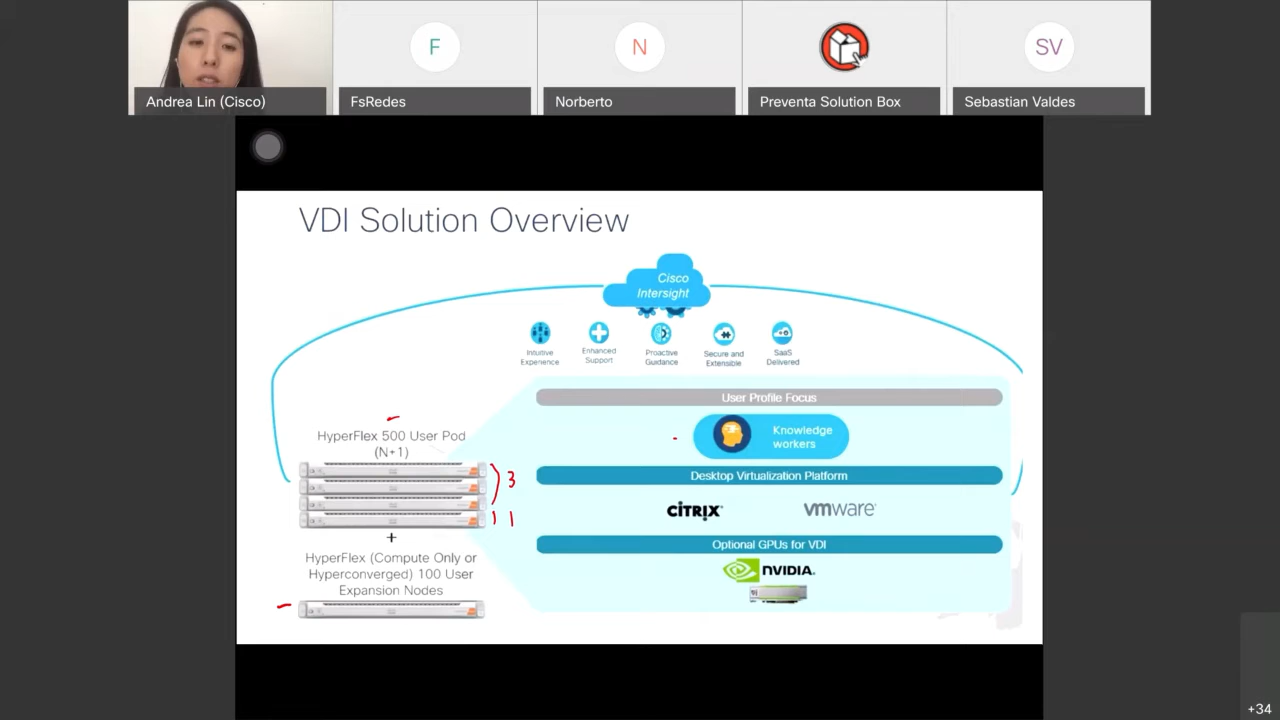 F
N
SV
Andrea Lin (Cisco)
FsRedes
Norberto
Preventa Solution Box
Sebastian Valdes
VDI Solution Overview
Cisco
Intersight
Intuitive
Experience
Enhanced
Support
Proactive
Guidance
Secure and
Extensible
SaaS
Delivered
User Profile Focus
Knowledge
workers
HyperFlex 500 User Pod
(N+1)
3
1
Desktop Virtualization Platform
CİTRIX
vmware
+
Optional GPUs for VDI
HyperFlex (Compute Only or
Hyperconverged) 100 User
Expansion Nodes
NVIDIA.
+34